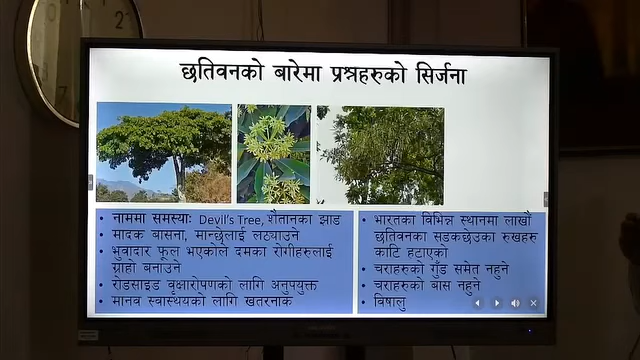 छतिवनको बारेमा प्रश्नहरुको सिर्जना
• नाममा समस्याः Devil's Tree, शैतानका झाड
• मादक बासना, मान्छेलाई लठ्याउने
• भुवादार फूल भएकोले दमका रोगीहरुलाई
ग्राहो बनाउने
• रोडसाइड वृक्षारोपणको लागि अनुपयुक्त
• मानव स्वास्थ्यको लागि खतरनाक
• भारतका विभिन्न स्थानमा लाखौं
छतिवनका सडकछेउका रुखहरु
काटि हटाएको
• चराहरुको गुँड समेत नहुने
• चराहरुको बास नहुने
• विषालु
2